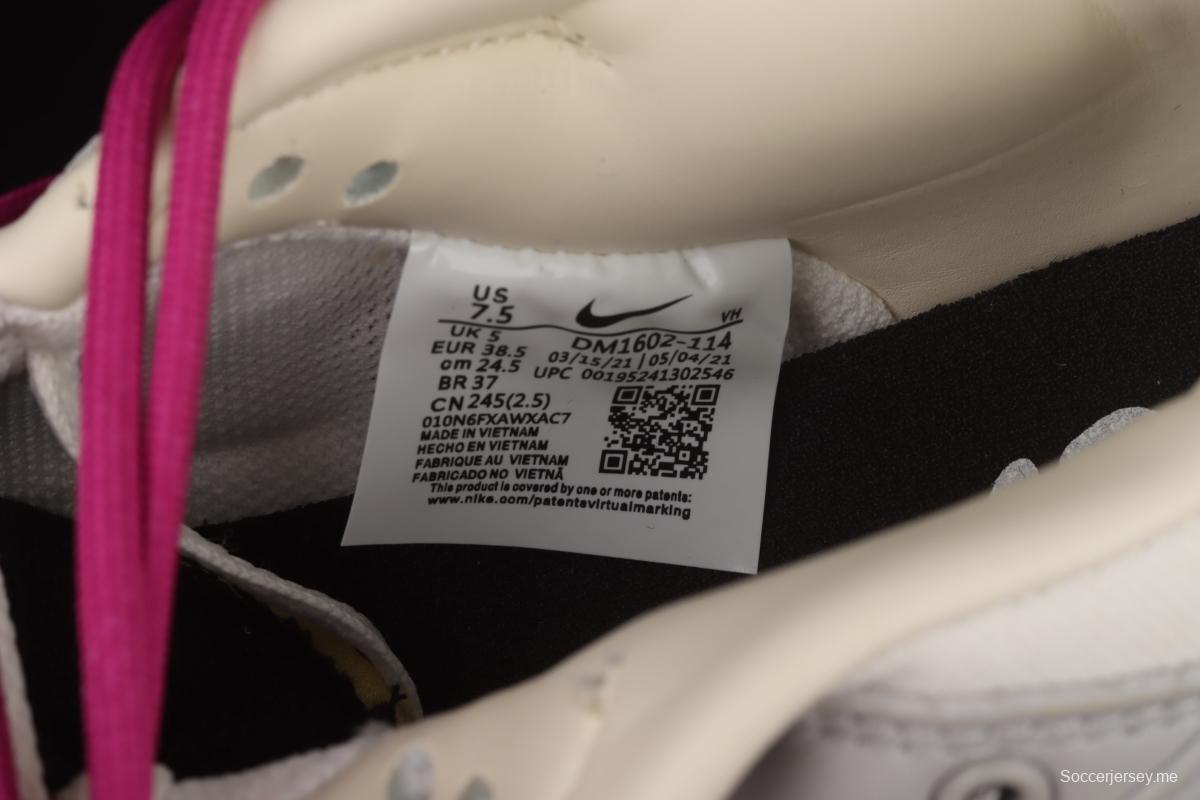 US
7.5
VH
UK 5
DM1602-114
EUR 38.5
03/15/21 | 05/04/21
cm 24.5
UPC 00195241302546
BR 37
CN 245(2.5)
010N6FXAWXAC7
MADE IN VIETNAM
HECHO EN VIETNAM
FABRIQUE AU VIETNAM
FABRICADO NO VIETNÃ
This product is covered by one or more patents:
www.nike.com/patentsvirtualmarking
Soccerjersey.me